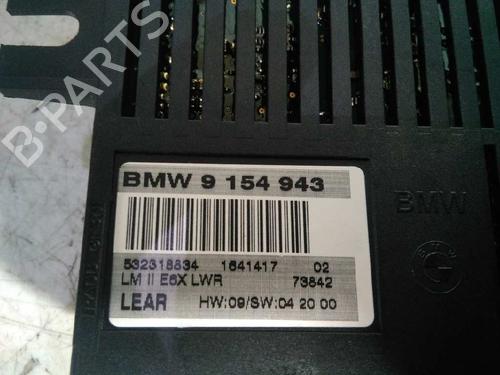 B-PARTS
BMW 9 154 943
532318834 1641417 02
LM II E6X LWR 73842
LEAR HW:09/SW:04 20 00
BMW